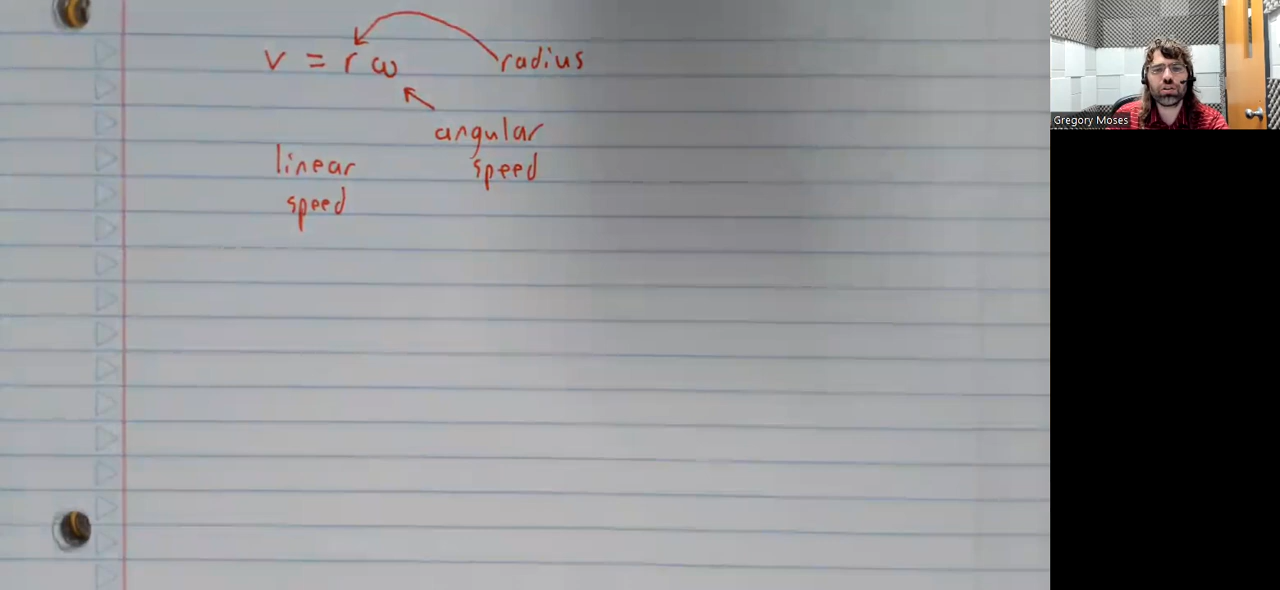 v = r ω
radius
angular
speed
linear
speed
Gregory Moses